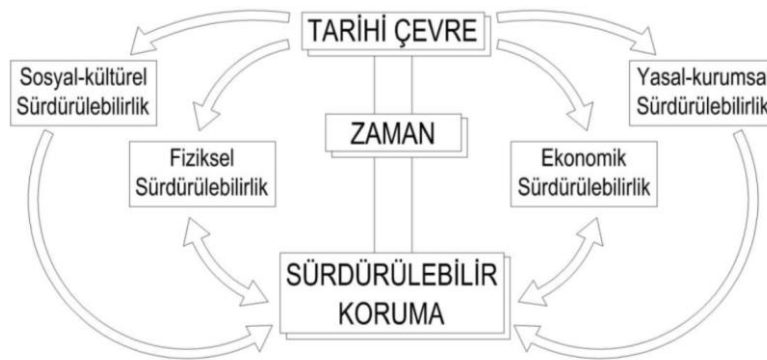 TARİHİ ÇEVRE
Sosyal-kültürel
Sürdürülebilirlik
Yasal-kurumsa
Sürdürülebilirlik
ZAMAN
Fiziksel
Sürdürülebilirlik
Ekonomik
Sürdürülebilirlik
SÜRDÜRÜLEBİLİR
KORUMA